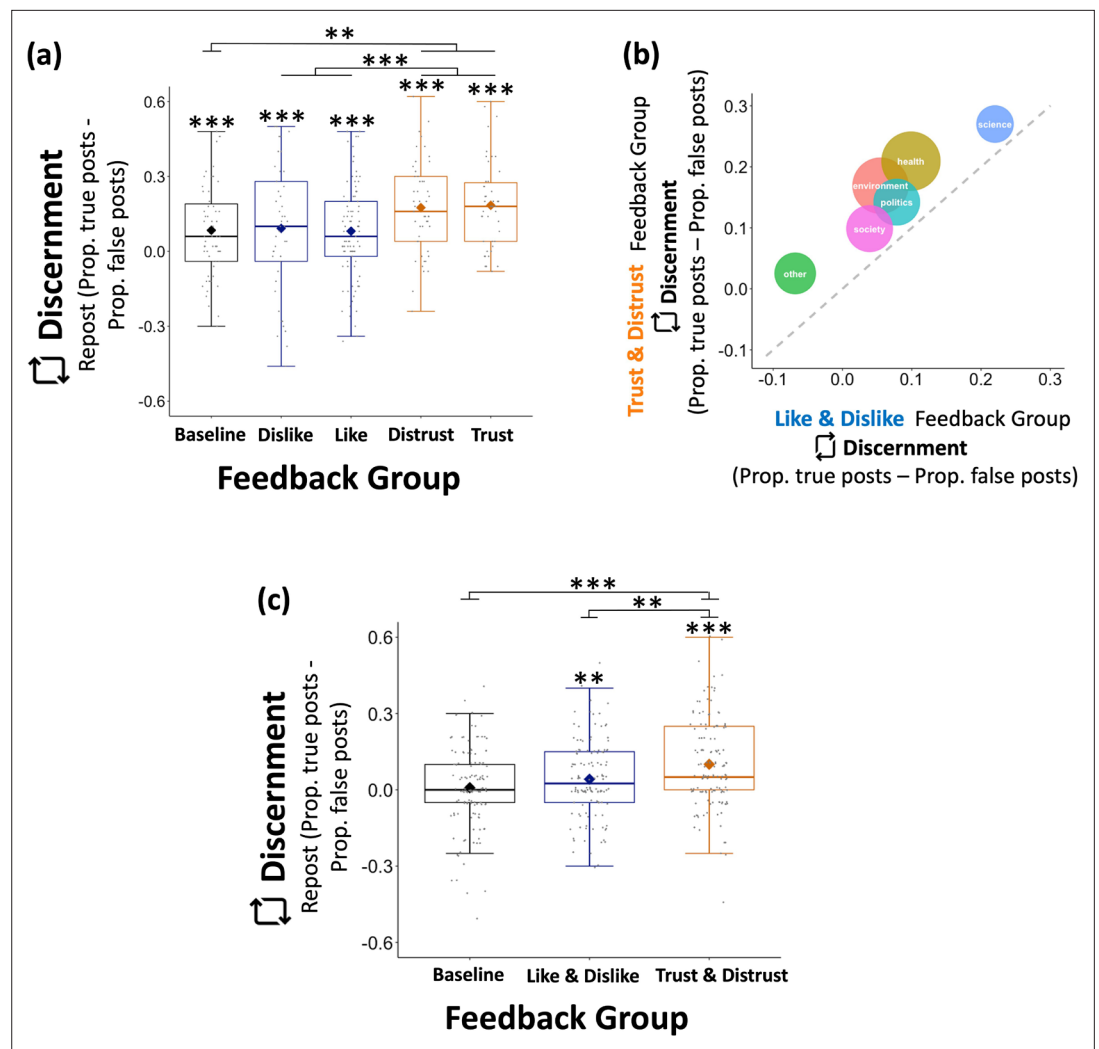 (a)
**
***
***
***
***
***
***
Discernment
Repost (Prop. true posts -
Prop. false posts)
0.6
0.3
0.0
-0.3
-0.6
Baseline
Dislike
Like
Distrust
Trust
Feedback Group
(b)
Trust & Distrust Feedback Group
Discernment
(Prop. true posts – Prop. false posts)
0.3
0.2
0.1
0.0
-0.1
science
health
environment
politics
society
other
-0.1
0.0
0.1
0.2
0.3
Like & Dislike Feedback Group
Discernment
(Prop. true posts – Prop. false posts)
(c)
***
**
***
**
Discernment
Repost (Prop. true posts -
Prop. false posts)
0.6
0.3
0.0
-0.3
-0.6
Baseline
Like & Dislike
Trust & Distrust
Feedback Group